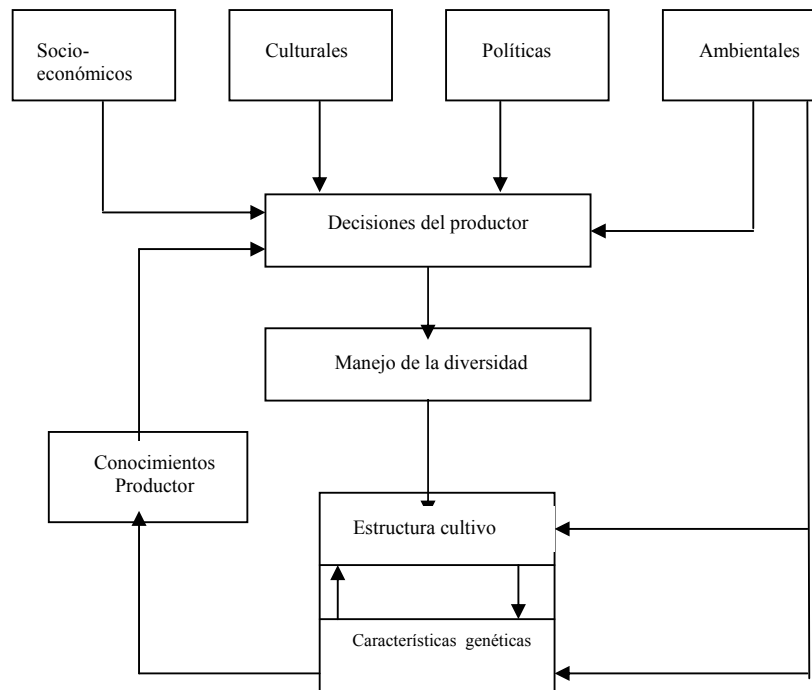 Socio-
económicos
Culturales
Políticas
Ambientales
Decisiones del productor
Manejo de la diversidad
Conocimientos
Productor
Estructura cultivo
Características genéticas